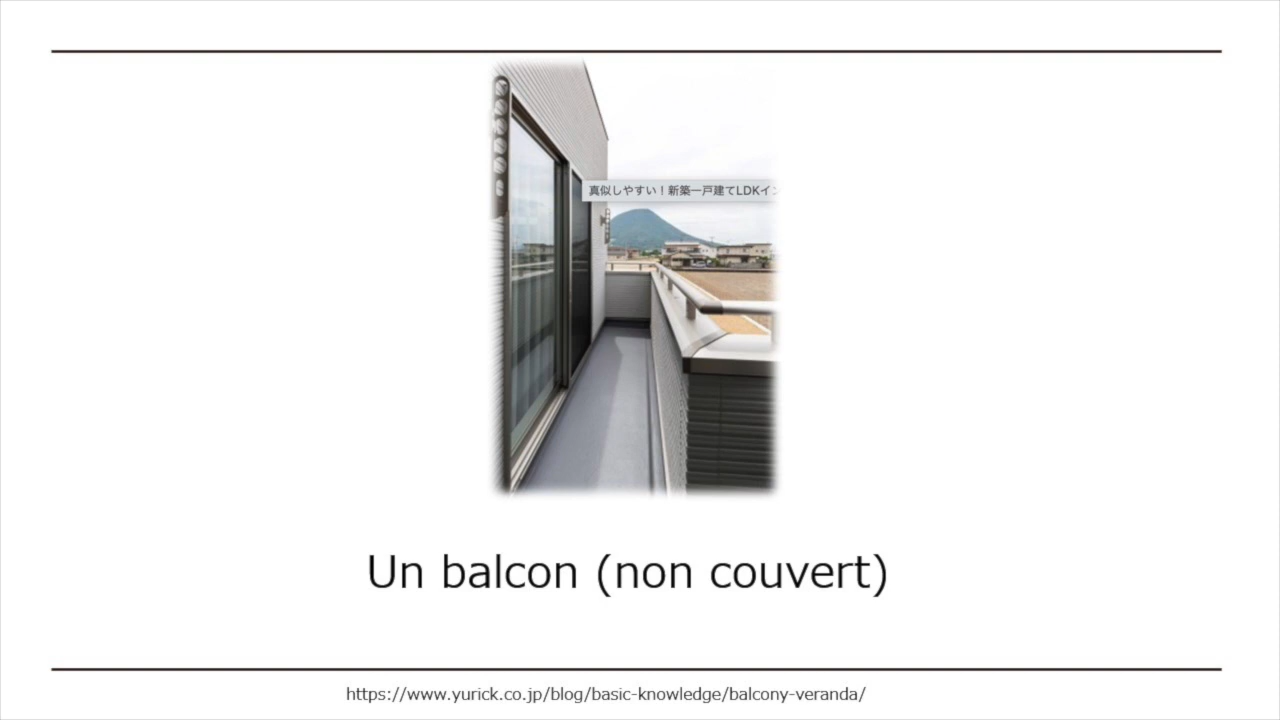 真似しやすい！新築一戸建てLDKイン
Un balcon (non couvert)
https://www.yurick.co.jp/blog/basic-knowledge/balcony-veranda/